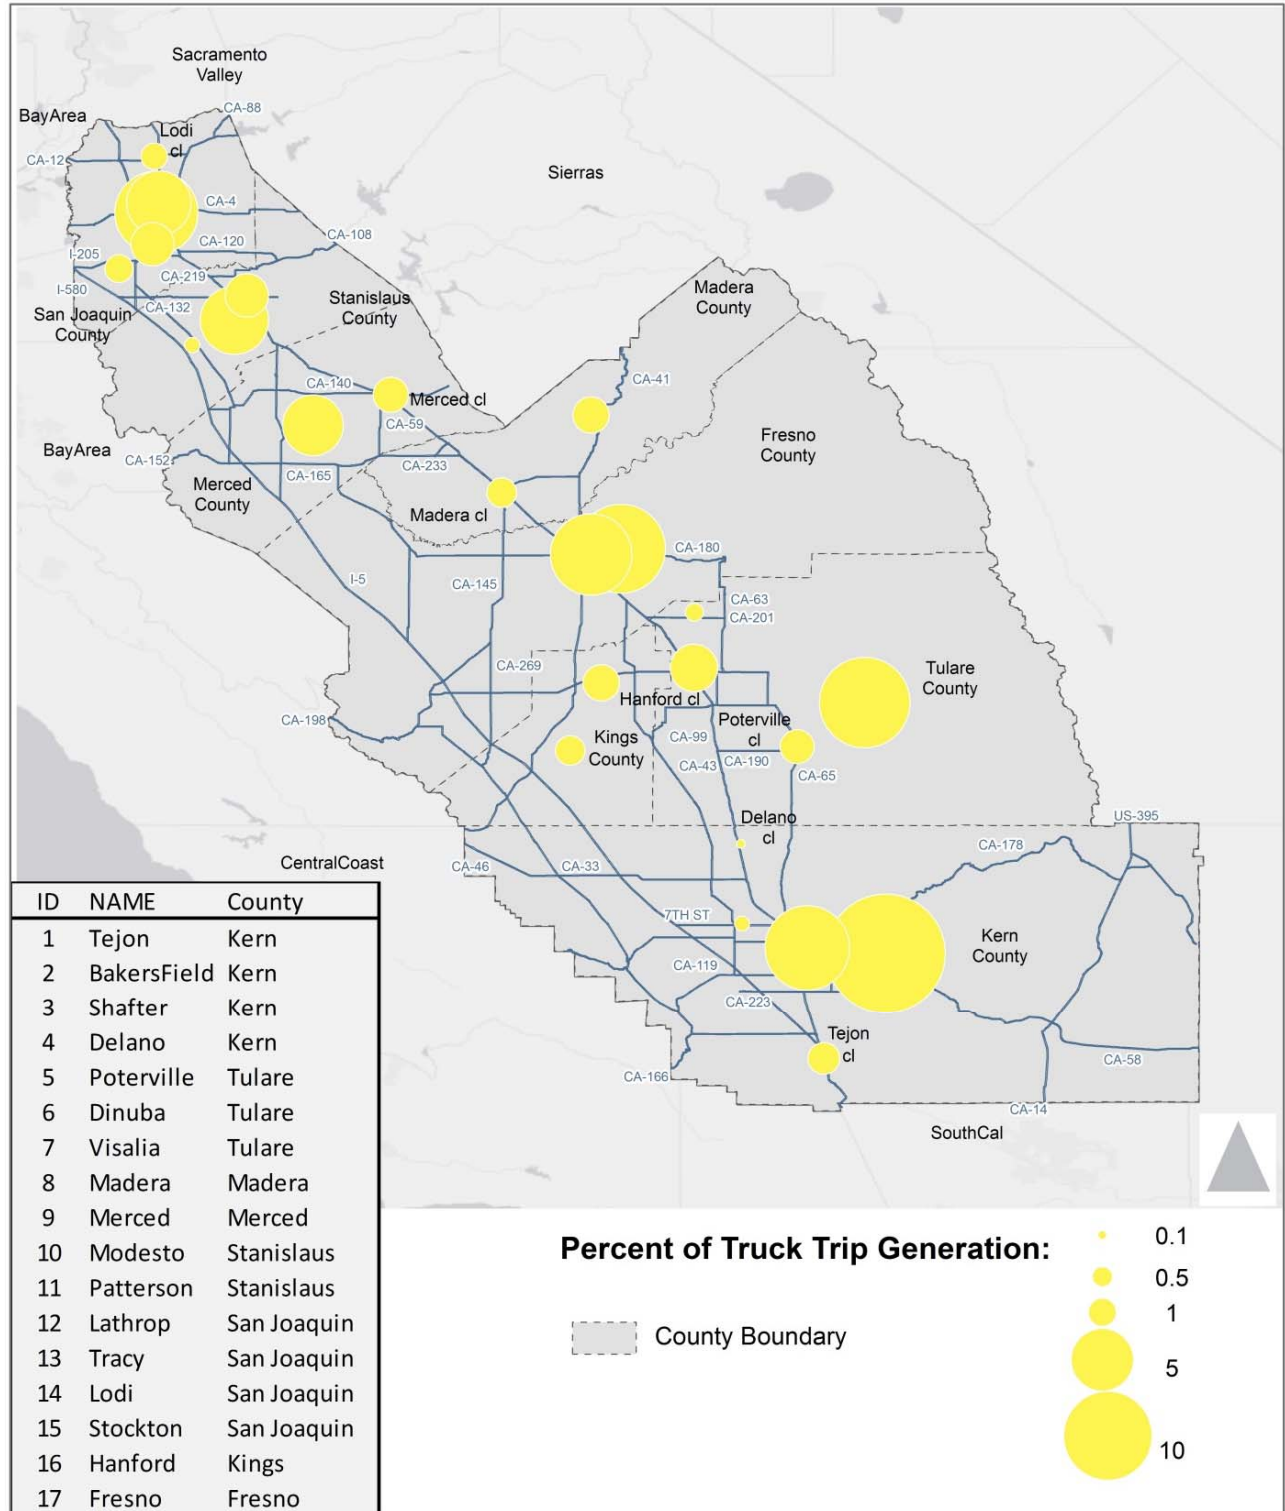 Sacramento
Valley
CA-88
BayArea
Lodi
cl
CA-12
Sierras
CA-4
CA-120
CA-108
I-205
CA-219
I-580
CA-132
San Joaquin
County
Stanislaus
County
Madera
County
CA-41
CA-140
Merced cl
CA-59
Fresno
County
BayArea
CA-152
CA-233
CA-165
Merced
County
Madera cl
CA-180
I-5
CA-145
CA-63
CA-201
CA-269
Tulare
County
Hanford cl
CA-198
Poterville
cl
CA-99
Kings
County
CA-43
CA-190
CA-65
Delano
cl
US-395
CA-178
CentralCoast
CA-46
CA-33
7TH ST
Kern
County
CA-119
CA-223
Tejon
cl
CA-58
CA-166
CA-14
SouthCal
ID NAME County
1 Tejon Kern
2 BakersField Kern
3 Shafter Kern
4 Delano Kern
5 Poterville Tulare
6 Dinuba Tulare
7 Visalia Tulare
8 Madera Madera
9 Merced Merced
10 Modesto Stanislaus
11 Patterson Stanislaus
12 Lathrop San Joaquin
13 Tracy San Joaquin
14 Lodi San Joaquin
15 Stockton San Joaquin
16 Hanford Kings
17 Fresno Fresno
Percent of Truck Trip Generation:
County Boundary
0.1
0.5
1
5
10